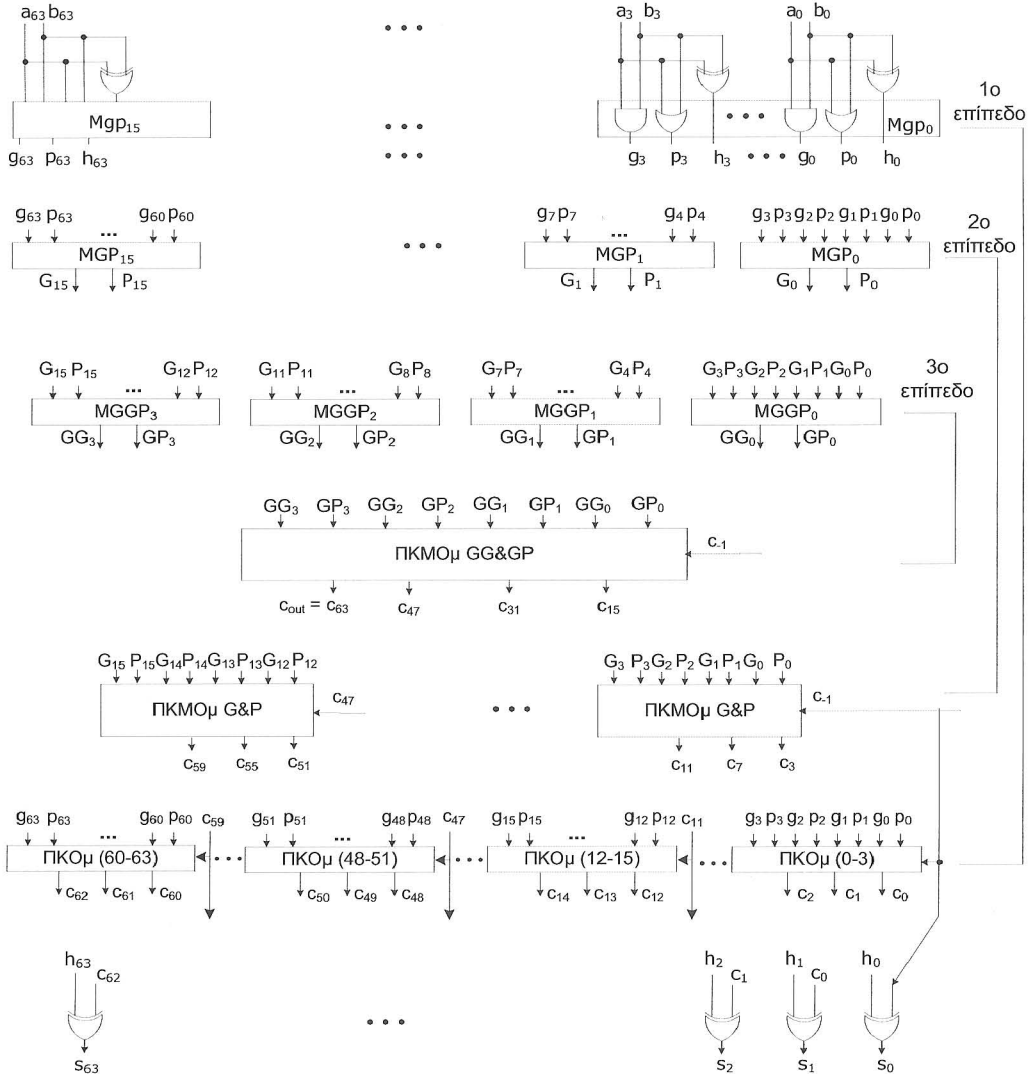 a63 b63 a3 b3 a0 b0
1ο
επίπεδο
Mgp15 Mgp0
g63 p63 h63 g3 p3 h3 g0 p0 h0
g63 p63 ... g60 p60 g7 p7 ... g4 p4 g3 p3 g2 p2 g1 p1 g0 p0
2ο
επίπεδο
MGP15 MGP1 MGP0
G15 P15 G1 P1 G0 P0
G15 P15 ... G12 P12 G11 P11 ... G8 P8 G7 P7 ... G4 P4 G3 P3 G2 P2 G1 P1 G0 P0
3ο
επίπεδο
MGGP3 MGGP2 MGGP1 MGGP0
GG3 GP3 GG2 GP2 GG1 GP1 GG0 GP0
GG3 GP3 GG2 GP2 GG1 GP1 GG0 GP0
ΠΚΜΟμ GG&GP c-1
cout = c63 c47 c31 c15
G15 P15 G14 P14 G13 P13 G12 P12 G3 P3 G2 P2 G1 P1 G0 P0
ΠΚΜΟμ G&P c47 ΠΚΜΟμ G&P c-1
c59 c55 c51 c11 c7 c3
g63 p63 ... g60 p60 c59 g51 p51 ... g48 p48 c47 g15 p15 ... g12 p12 c11 g3 p3 g2 p2 g1 p1 g0 p0
ΠΚΟμ (60-63) ΠΚΟμ (48-51) ΠΚΟμ (12-15) ΠΚΟμ (0-3)
c62 c61 c60 c50 c49 c48 c14 c13 c12 c2 c1 c0
h63 c62 h2 c1 h1 c0 h0
s63 s2 s1 s0